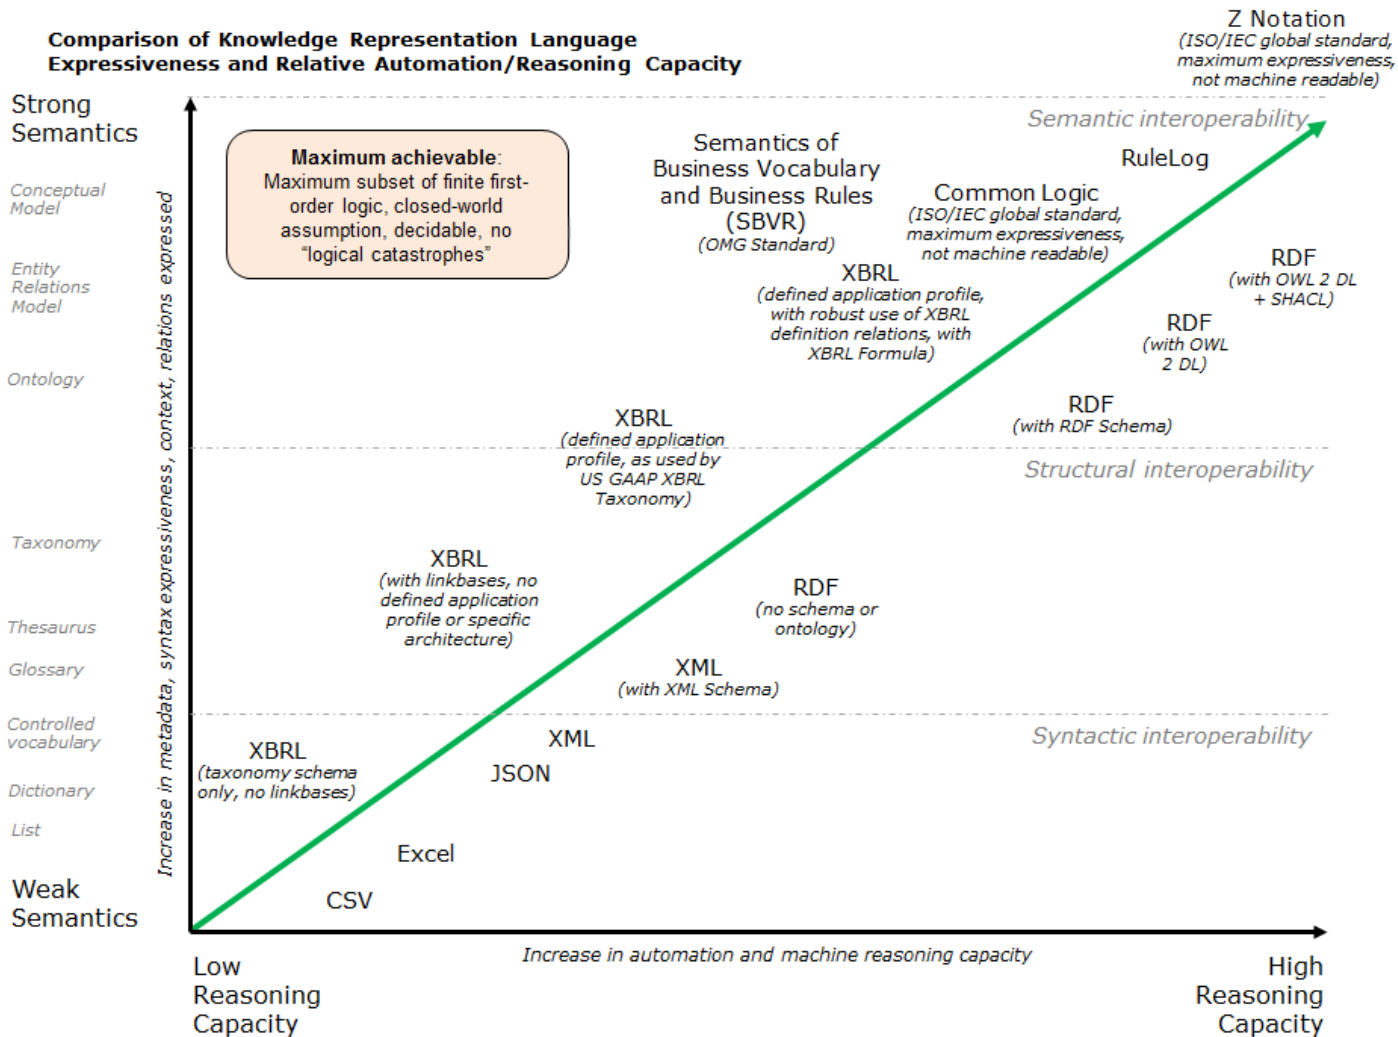 Comparison of Knowledge Representation Language
Expressiveness and Relative Automation/Reasoning Capacity
Z Notation
(ISO/IEC global standard,
maximum expressiveness,
not machine readable)
Strong
Semantics
Conceptual
Model
Entity
Relations
Model
Ontology
Taxonomy
Thesaurus
Glossary
Controlled
vocabulary
Dictionary
List
Weak
Semantics
Increase in metadata, syntax expressiveness, context, relations expressed
Maximum achievable:
Maximum subset of finite first-
order logic, closed-world
assumption, decidable, no
“logical catastrophes”
Semantics of
Business Vocabulary
and Business Rules
(SBVR)
(OMG Standard)
Semantic interoperability
RuleLog
Common Logic
(ISO/IEC global standard,
maximum expressiveness,
not machine readable)
XBRL
(defined application profile,
with robust use of XBRL
definition relations, with
XBRL Formula)
RDF
(with OWL 2 DL
+ SHACL)
RDF
(with OWL
2 DL)
RDF
(with RDF Schema)
XBRL
(defined application
profile, as used by
US GAAP XBRL
Taxonomy)
Structural interoperability
XBRL
(with linkbases, no
defined application
profile or specific
architecture)
RDF
(no schema or
ontology)
XML
(with XML Schema)
Syntactic interoperability
XBRL
(taxonomy schema
only, no linkbases)
XML
JSON
Excel
CSV
Increase in automation and machine reasoning capacity
Low
Reasoning
Capacity
High
Reasoning
Capacity